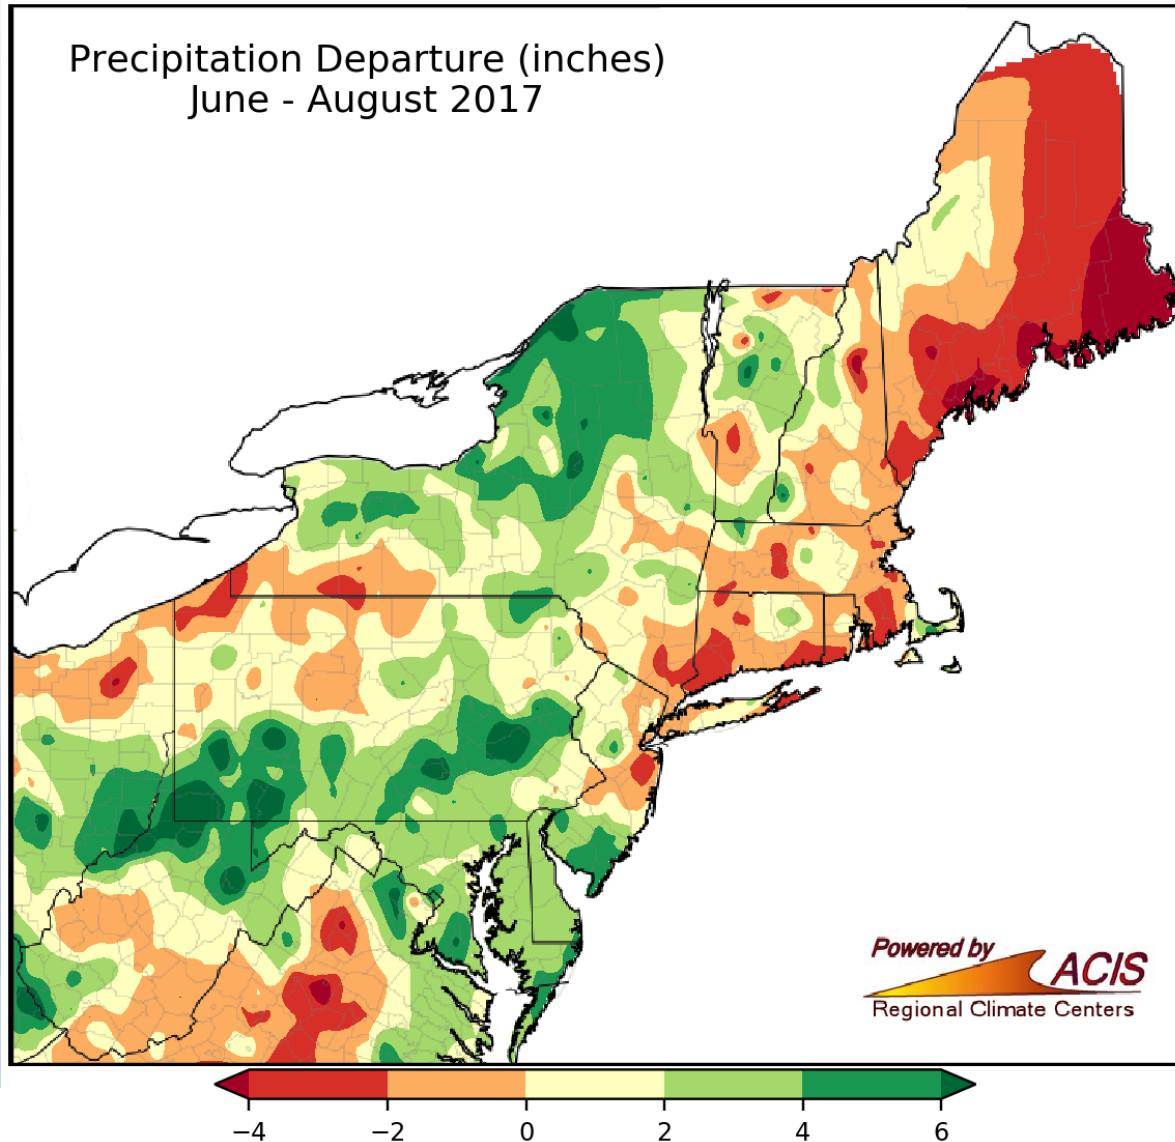 Precipitation Departure (inches)
June - August 2017
Powered by
ACIS
Regional Climate Centers
−4 −2 0 2 4 6